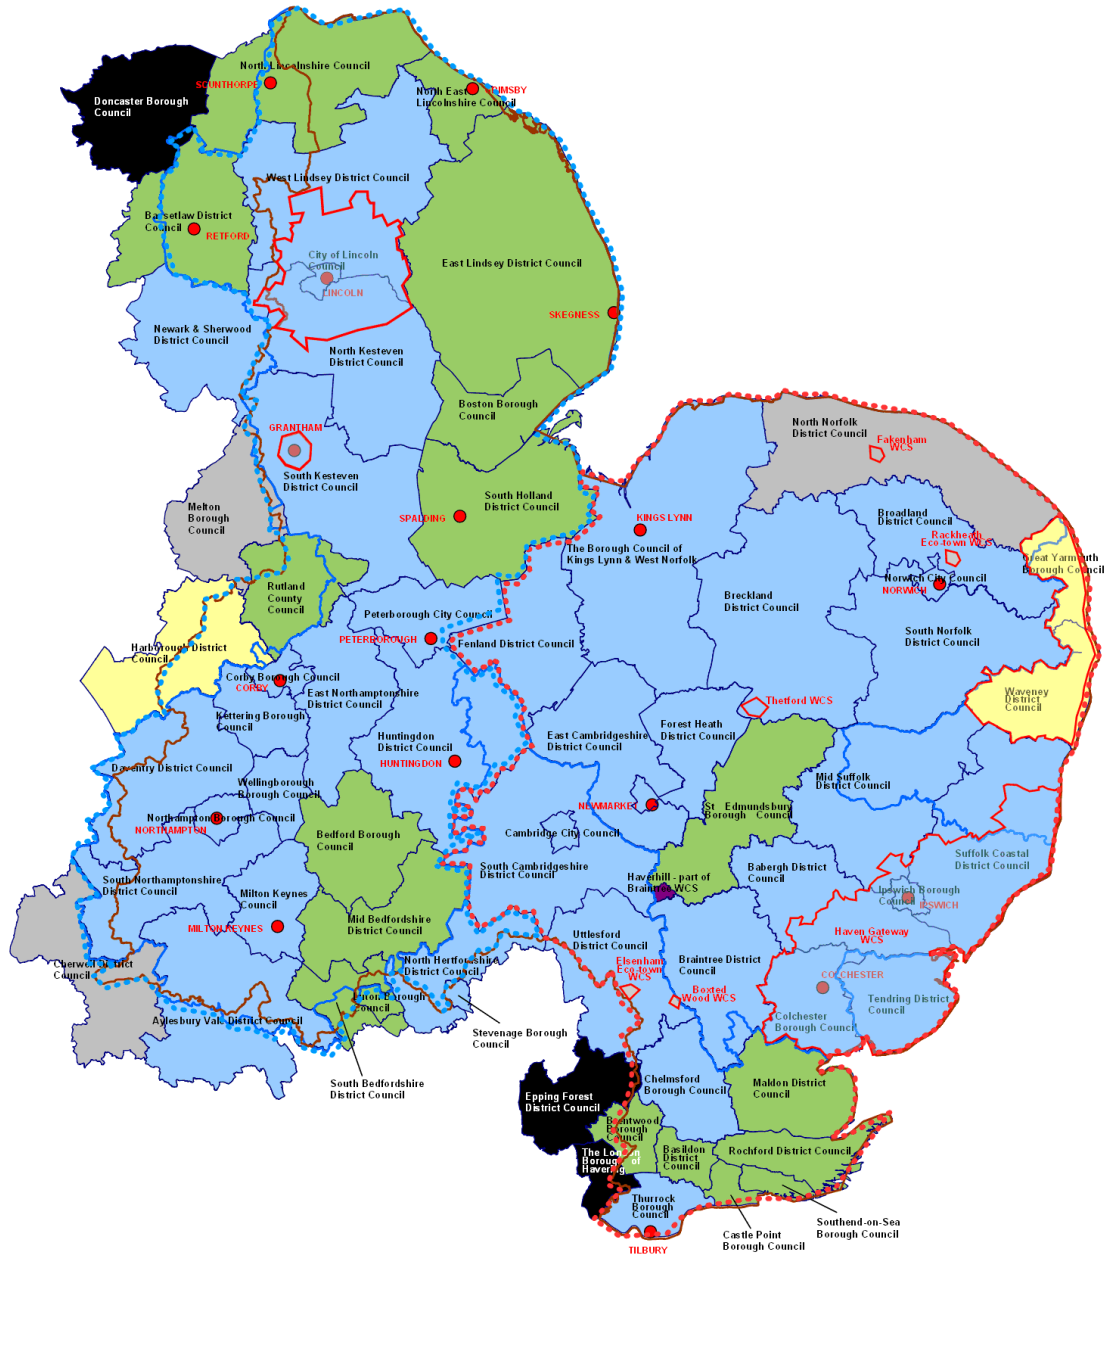 North Lincolnshire Council
SCUNTHORPE
North East
Lincolnshire Council
GRIMSBY
Doncaster Borough
Council
West Lindsey District Council
Bassetlaw District
Council
RETFORD
City of Lincoln
Council
LINCOLN
East Lindsey District Council
SKEGNESS
Newark & Sherwood
District Council
North Kesteven
District Council
Boston Borough
Council
GRANTHAM
South Kesteven
District Council
North Norfolk
District Council
Fakenham
WCS
Melton
Borough
Council
South Holland
District Council
SPALDING
KINGS LYNN
Broadland
District Council
Rackheath
Eco-town WCS
The Borough Council of
Kings Lynn & West Norfolk
Great Yarmouth
Borough Council
Norwich City Council
NORWICH
Rutland
County
Council
Breckland
District Council
Peterborough City Council
PETERBOROUGH
Fenland District Council
South Norfolk
District Council
Harborough District
Council
Corby Borough Council
CORBY
East Northamptonshire
District Council
Thetford WCS
Waveney
District
Council
Kettering Borough
Council
Forest Heath
District Council
Huntingdon
District Council
HUNTINGDON
East Cambridgeshire
District Council
Daventry District Council
Mid Suffolk
District Council
Wellingborough
Borough Council
NEWMARKET
St Edmundsbury
Borough Council
Northampton Borough Council
NORTHAMPTON
Bedford Borough
Council
Cambridge City Council
Suffolk Coastal
District Council
South Cambridgeshire
District Council
Babergh District
Council
South Northamptonshire
District Council
Haverhill - part of
Braintree WCS
Milton Keynes
Council
MILTON KEYNES
Ipswich Borough
Council
IPSWICH
Mid Bedfordshire
District Council
Uttlesford
District Council
Haven Gateway
WCS
Cherwell District
Council
North Hertfordshire
District Council
Elsenham
Eco-town
WCS
Braintree District
Council
COLCHESTER
Boxted
Wood WCS
Luton Borough
Council
Tendring District
Council
Colchester
Borough Council
Aylesbury Vale District Council
Stevenage Borough
Council
South Bedfordshire
District Council
Chelmsford
Borough Council
Maldon District
Council
Epping Forest
District Council
Brentwood
Borough
Council
The London
Borough of
Havering
Basildon
District
Council
Rochford District Council
Thurrock
Borough
Council
Southend-on-Sea
Borough Council
Castle Point
Borough Council
TILBURY